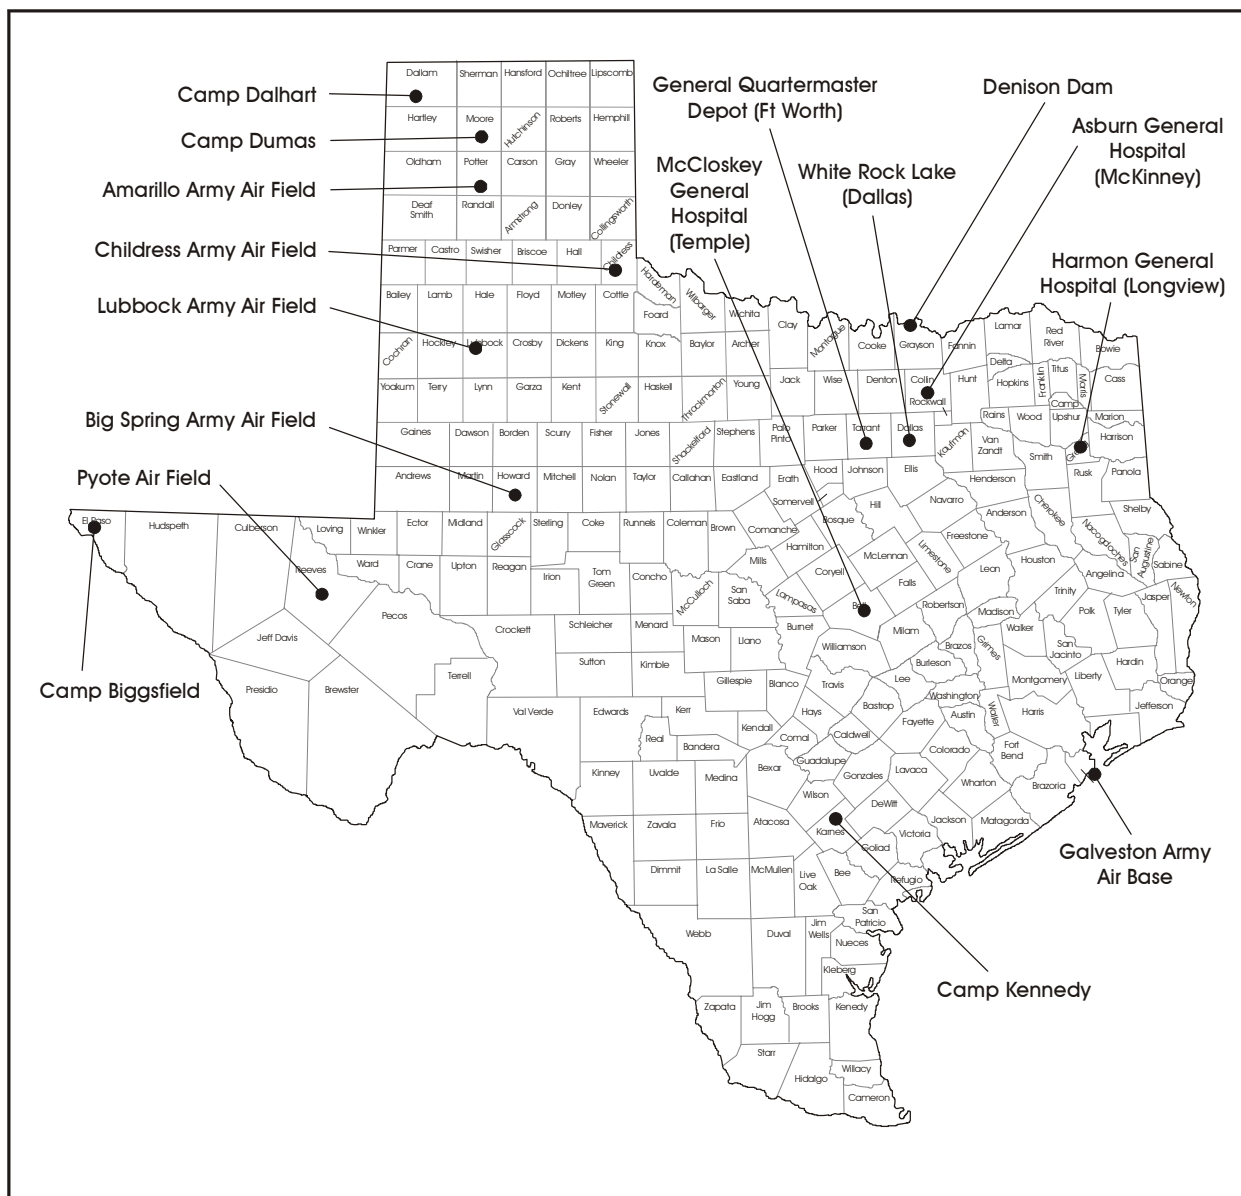 Camp Dalhart
Camp Dumas
Amarillo Army Air Field
Childress Army Air Field
Lubbock Army Air Field
Big Spring Army Air Field
Pyote Air Field
Camp Biggsfield
General Quartermaster
Depot (Ft Worth)
McCloskey
General
Hospital
(Temple)
White Rock Lake
(Dallas)
Denison Dam
Asburn General
Hospital
(McKinney)
Harmon General
Hospital (Longview)
Galveston Army
Air Base
Camp Kennedy
Dallam
Sherman
Hansford
Ochiltree
Lipscomb
Hartley
Moore
Hutchinson
Roberts
Hemphill
Oldham
Potter
Carson
Gray
Wheeler
Deaf
Smith
Randall
Armstrong
Donley
Collingsworth
Parmer
Castro
Swisher
Briscoe
Hall
Childress
Bailey
Lamb
Hale
Floyd
Motley
Cottle
Hardeman
Foard
Wilbarger
Wichita
Clay
Montague
Cooke
Grayson
Fannin
Lamar
Red
River
Bowie
Cochran
Hockley
Lubbock
Crosby
Dickens
King
Knox
Baylor
Archer
Jack
Wise
Denton
Collin
Rockwall
Hunt
Delta
Hopkins
Franklin
Titus
Morris
Camp
Cass
Yoakum
Terry
Lynn
Garza
Kent
Stonewall
Haskell
Throckmorton
Young
Gaines
Dawson
Borden
Scurry
Fisher
Jones
Shackelford
Stephens
Palo
Pinto
Parker
Tarrant
Dallas
Kaufman
Rains
Wood
Upshur
Marion
Harrison
Van
Zandt
Smith
Rusk
Panola
Andrews
Martin
Howard
Mitchell
Nolan
Taylor
Callahan
Eastland
Erath
Hood
Johnson
Ellis
Henderson
Somervell
Bosque
Hill
Navarro
Anderson
Cherokee
Nacogdoches
Shelby
San
Augustine
Sabine
El Paso
Hudspeth
Culberson
Loving
Winkler
Ector
Midland
Glasscock
Sterling
Coke
Runnels
Coleman
Brown
Comanche
Hamilton
McLennan
Limestone
Freestone
Reeves
Ward
Crane
Upton
Reagan
Irion
Tom
Green
Concho
McCulloch
San
Saba
Mills
Lampasas
Coryell
Bell
Falls
Lean
Houston
Angelina
Trinity
Polk
Tyler
Jasper
Newton
Jeff Davis
Pecos
Crockett
Schleicher
Menard
Mason
Llano
Burnet
Williamson
Milam
Robertson
Madison
Brazos
Grimes
Walker
San
Jacinto
Hardin
Orange
Presidio
Brewster
Terrell
Sutton
Kimble
Gillespie
Blanco
Travis
Lee
Burleson
Washington
Montgomery
Liberty
Jefferson
Val Verde
Edwards
Kerr
Real
Bandera
Kendall
Hays
Comal
Caldwell
Bastrop
Fayette
Austin
Waller
Harris
Kinney
Uvalde
Medina
Bexar
Guadalupe
Gonzales
Lavaca
Colorado
Fort
Bend
Wharton
Brazoria
Maverick
Zavala
Frio
Atacosa
Wilson
Karnes
DeWitt
Victoria
Jackson
Matagorda
Goliad
Dimmit
La Salle
McMullen
Live
Oak
Bee
Refugio
San
Patricio
Webb
Duval
Jim
Wells
Nueces
Kleberg
Zapata
Jim
Hogg
Brooks
Kenedy
Starr
Hidalgo
Willacy
Cameron